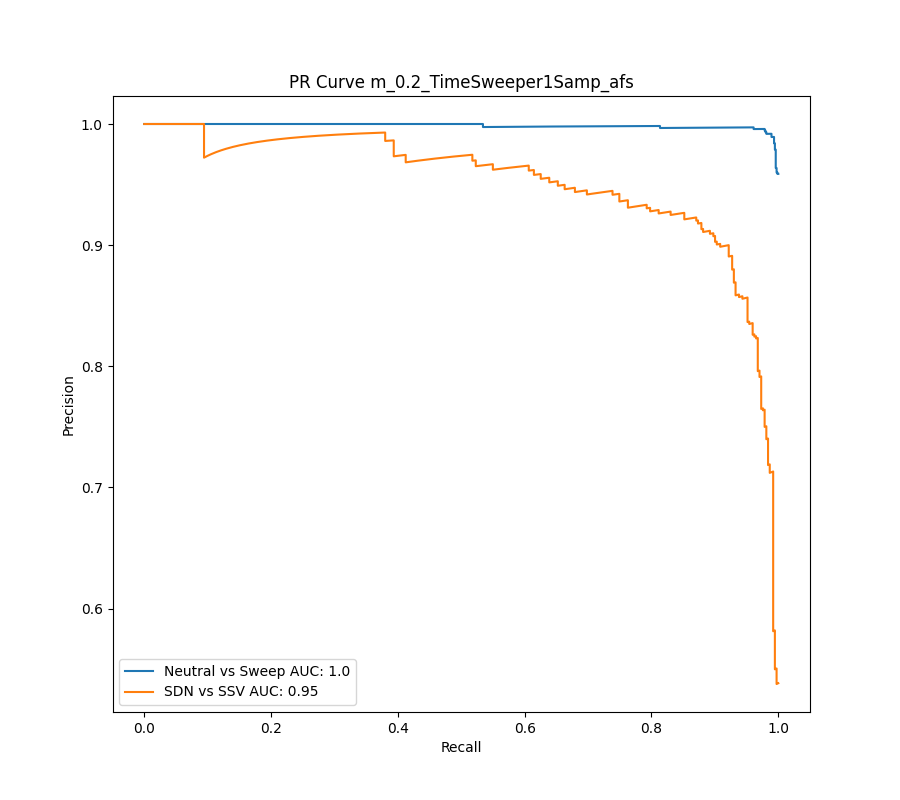 PR Curve m_0.2_TimeSweeper1Samp_afs
1.0
0.9
0.8
0.7
0.6
Precision
Neutral vs Sweep AUC: 1.0
SDN vs SSV AUC: 0.95
0.0 0.2 0.4 0.6 0.8 1.0
Recall